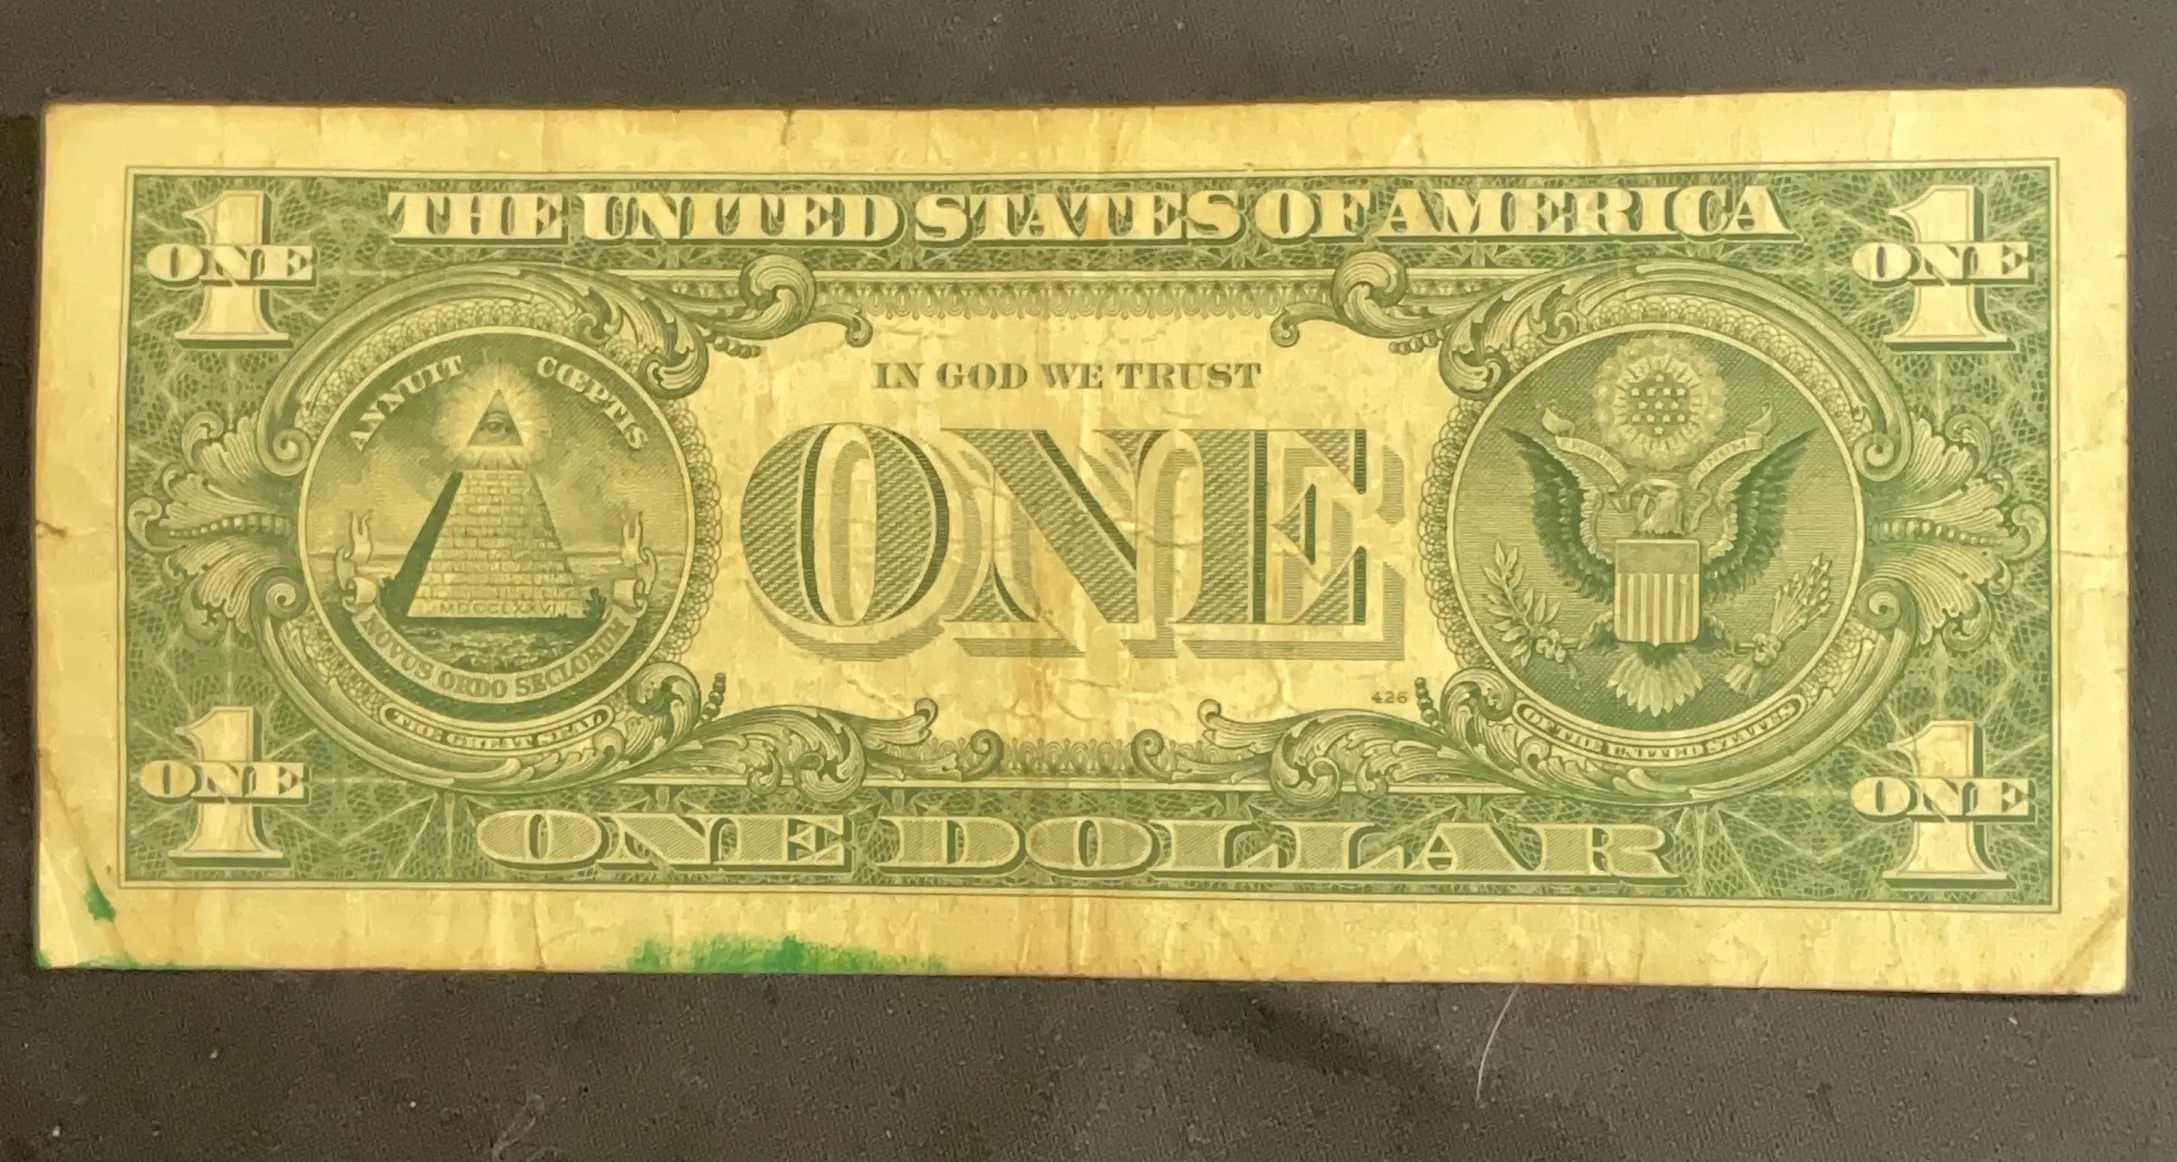 THE UNITED STATES OF AMERICA
1
ONE
1
ONE
ANNUIT CŒPTIS
IN GOD WE TRUST
ONE
MDCCLXXVI
NOVUS ORDO SECLORUM
THE GREAT SEAL
426
OF THE UNITED STATES
1
ONE
1
ONE
ONE DOLLAR